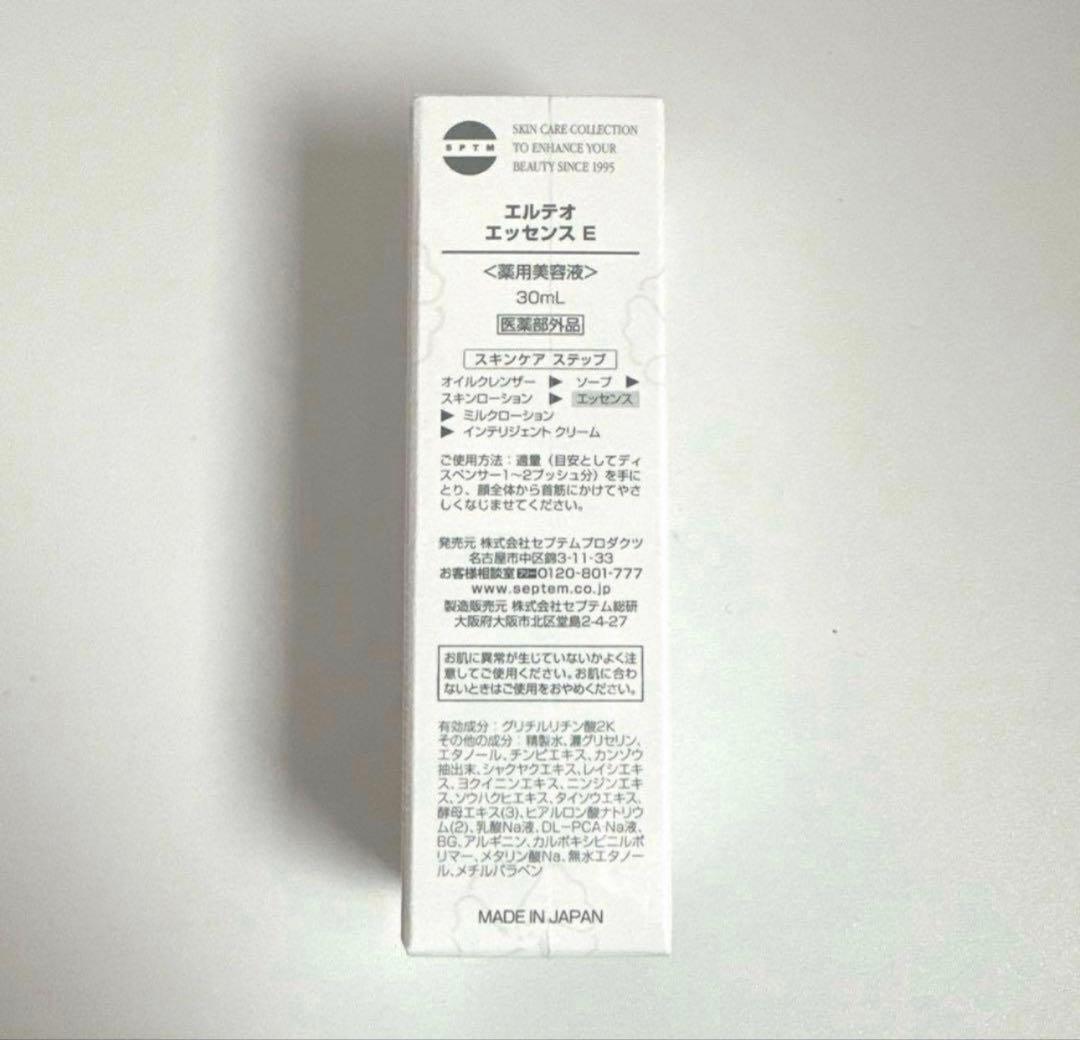 SPTM
SKIN CARE COLLECTION
TO ENHANCE YOUR
BEAUTY SINCE 1995
エルテオ
エッセンス E
<薬用美容液>
30mL
医薬部外品
スキンケア ステップ
オイルクレンザー ▶ ソープ ▶
スキンローション ▶ エッセンス
▶ ミルクローション
▶ インテリジェント クリーム
ご使用方法:適量(目安としてディ
スペンサー1〜2プッシュ分)を手に
とり、顔全体から首筋にかけてやさ
しくなじませてください。
発売元 株式会社セプテムプロダクツ
名古屋市中区錦3-11-33
お客様相談室 0120-801-777
www.septem.co.jp
製造販売元 株式会社セプテム総研
大阪府大阪市北区堂島2-4-27
お肌に異常が生じていないかよく注
意してご使用ください。お肌に合わ
ないときはご使用をおやめください。
有効成分:グリチルリチン酸2K
その他の成分:精製水、濃グリセリン、
エタノール、チンピエキス、カンゾウ
抽出末、シャクヤクエキス、レイシエキ
ス、ヨクイニンエキス、ニンジンエキ
ス、ソウハクヒエキス、タイソウエキス、
酵母エキス(3)、ヒアルロン酸ナトリウ
ム(2)、乳酸Na液、DL-PCA・Na液、
BG、アルギニン、カルボキシビニルポ
リマー、メタリン酸Na、無水エタノー
ル、メチルパラベン
MADE IN JAPAN